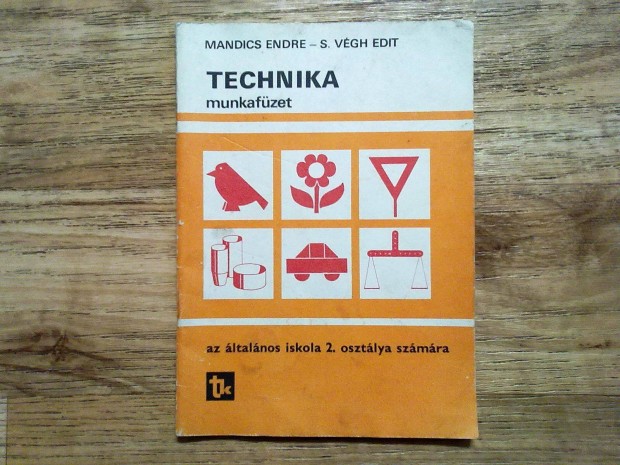 MANDICS ENDRE – S. VÉGH EDIT
TECHNIKA
munkafüzet
az általános iskola 2. osztálya számára
tk